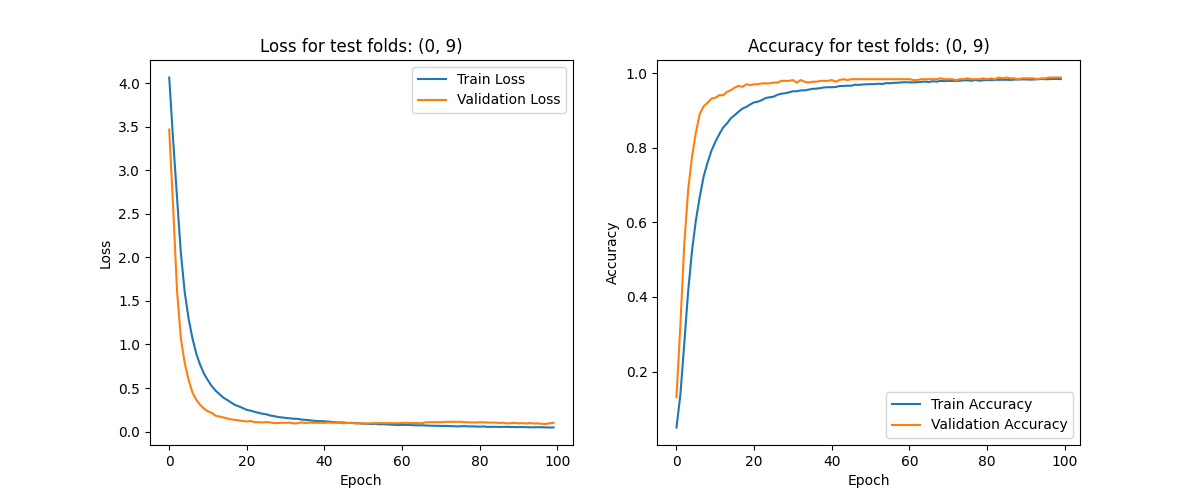 Loss for test folds: (0, 9)
4.0
3.5
3.0
2.5
2.0
1.5
1.0
0.5
0.0
Loss
Train Loss
Validation Loss
0 20 40 60 80 100
Epoch
Accuracy for test folds: (0, 9)
1.0
0.8
0.6
0.4
0.2
Accuracy
Train Accuracy
Validation Accuracy
0 20 40 60 80 100
Epoch